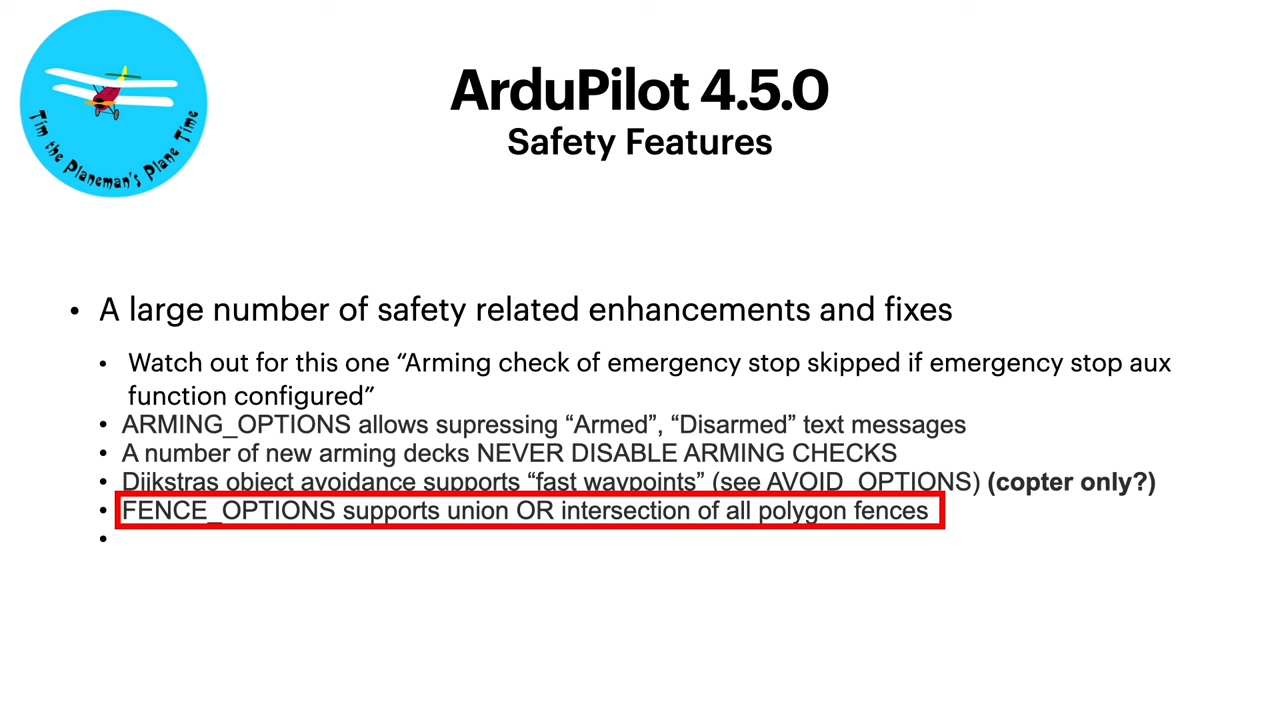 Tim the Planeman's Plane Time
ArduPilot 4.5.0
Safety Features
• A large number of safety related enhancements and fixes
• Watch out for this one “Arming check of emergency stop skipped if emergency stop aux
function configured”
• ARMING_OPTIONS allows supressing “Armed”, “Disarmed” text messages
• A number of new arming decks NEVER DISABLE ARMING CHECKS
• Dijkstras object avoidance supports “fast waypoints” (see AVOID_OPTIONS) (copter only?)
• FENCE_OPTIONS supports union OR intersection of all polygon fences
•